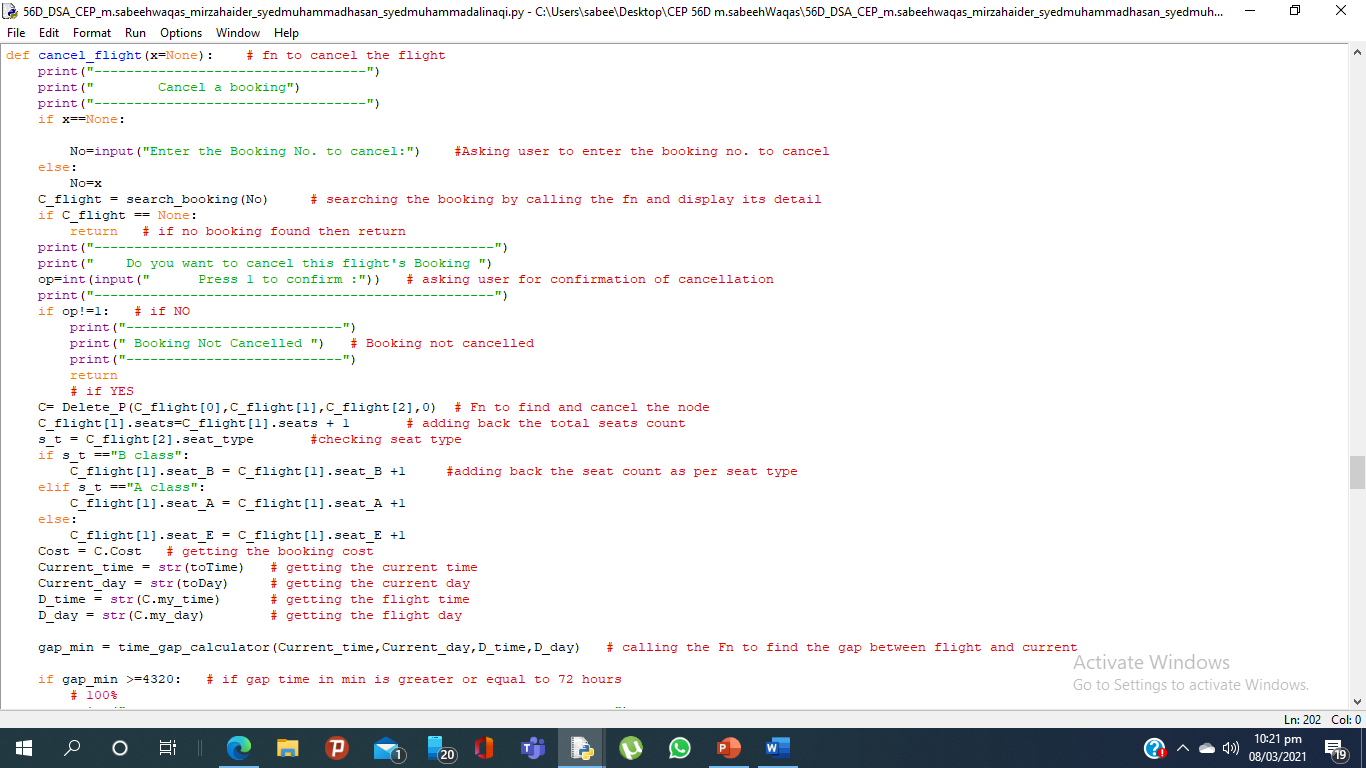 56D_DSA_CEP_m.sabeehwaqas_mirzahaider_syedmuhammadhasan_syedmuhammadalinaqi.py - C:\Users\sabee\Desktop\CEP 56D m.sabeehWaqas\56D_DSA_CEP_m.sabeehwaqas_mirzahaider_syedmuhammadhasan_syedmuh...
File Edit Format Run Options Window Help
def cancel_flight(x=None):    # fn to cancel the flight
    print("----------------------------------")
    print("        Cancel a booking")
    print("----------------------------------")
    if x==None:
        No=input("Enter the Booking No. to cancel:")    #Asking user to enter the booking no. to cancel
    else:
        No=x
    C_flight = search_booking(No)     # searching the booking by calling the fn and display its detail
    if C_flight == None:
        return   # if no booking found then return
    print("--------------------------------------------------")
    print("    Do you want to cancel this flight's Booking ")
    op=int(input("      Press 1 to confirm :"))   # asking user for confirmation of cancellation
    print("--------------------------------------------------")
    if op!=1:   # if NO
        print("---------------------------")
        print(" Booking Not Cancelled ")   # Booking not cancelled
        print("---------------------------")
        return
        # if YES
    C= Delete_P(C_flight[0],C_flight[1],C_flight[2],0)  # Fn to find and cancel the node
    C_flight[1].seats=C_flight[1].seats + 1       # adding back the total seats count
    s_t = C_flight[2].seat_type       #checking seat type
    if s_t =="B class":
        C_flight[1].seat_B = C_flight[1].seat_B +1     #adding back the seat count as per seat type
    elif s_t =="A class":
        C_flight[1].seat_A = C_flight[1].seat_A +1
    else:
        C_flight[1].seat_E = C_flight[1].seat_E +1
    Cost = C.Cost   # getting the booking cost
    Current_time = str(toTime)   # getting the current time
    Current_day = str(toDay)     # getting the current day
    D_time = str(C.my_time)      # getting the flight time
    D_day = str(C.my_day)        # getting the flight day
    gap_min = time_gap_calculator(Current_time,Current_day,D_time,D_day)   # calling the Fn to find the gap between flight and current
    if gap_min >=4320:   # if gap time in min is greater or equal to 72 hours
        # 100%
Activate Windows
Go to Settings to activate Windows.
Ln: 202 Col: 0
1
20
10:21 pm
08/03/2021
19